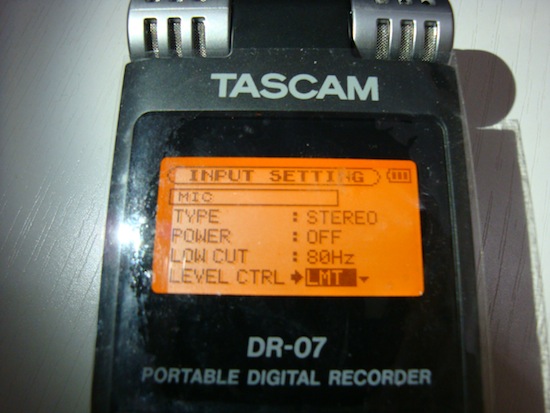 TASCAM
INPUT SETTING
MIC
TYPE : STEREO
POWER : OFF
LOW CUT : 80Hz
LEVEL CTRL ➔ LMT
DR-07
PORTABLE DIGITAL RECORDER